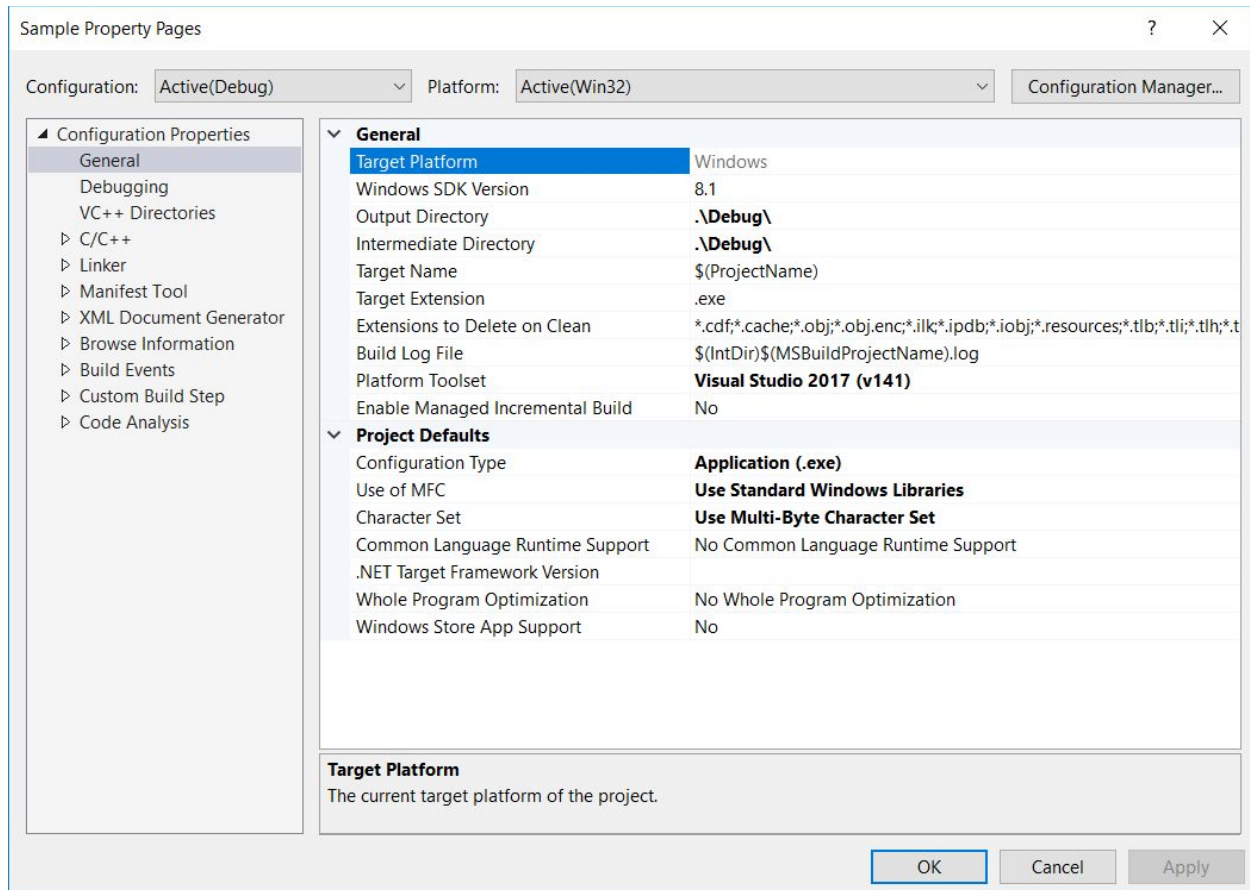 Sample Property Pages
?
Configuration: Active(Debug) Platform: Active(Win32) Configuration Manager...
Configuration Properties
General
Debugging
VC++ Directories
C/C++
Linker
Manifest Tool
XML Document Generator
Browse Information
Build Events
Custom Build Step
Code Analysis
General
Target Platform Windows
Windows SDK Version 8.1
Output Directory .\Debug\
Intermediate Directory .\Debug\
Target Name $(ProjectName)
Target Extension .exe
Extensions to Delete on Clean *.cdf;*.cache;*.obj;*.obj.enc;*.ilk;*.ipdb;*.iobj;*.resources;*.tlb;*.tli;*.tlh;*.t
Build Log File $(IntDir)$(MSBuildProjectName).log
Platform Toolset Visual Studio 2017 (v141)
Enable Managed Incremental Build No
Project Defaults
Configuration Type Application (.exe)
Use of MFC Use Standard Windows Libraries
Character Set Use Multi-Byte Character Set
Common Language Runtime Support No Common Language Runtime Support
.NET Target Framework Version
Whole Program Optimization No Whole Program Optimization
Windows Store App Support No
Target Platform
The current target platform of the project.
OK Cancel Apply